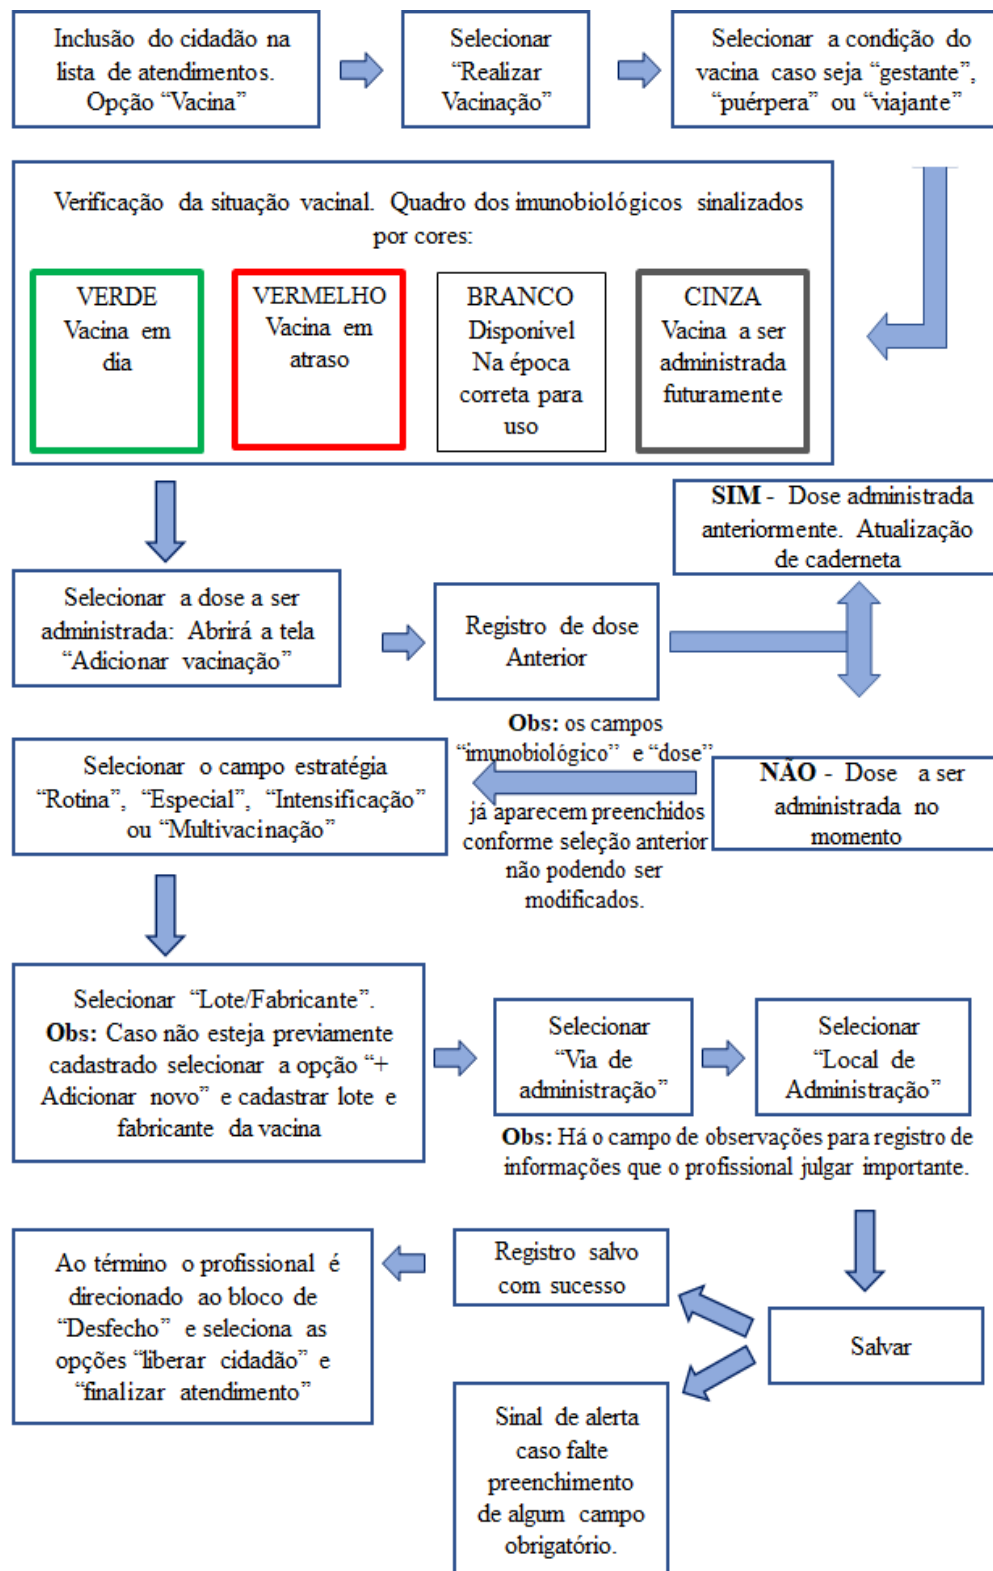 Inclusão do cidadão na
lista de atendimentos.
Opção “Vacina”
Selecionar
“Realizar
Vacinação”
Selecionar a condição do
vacina caso seja “gestante”,
“puérpera” ou “viajante”
Verificação da situação vacinal. Quadro dos imunobiológicos sinalizados
por cores:
VERDE
Vacina em
dia
VERMELHO
Vacina em
atraso
BRANCO
Disponivel
Na época
correta para
uso
CINZA
Vacina a ser
administrada
futuramente
SIM - Dose administrada
anteriormente. Atualização
de caderneta
Selecionar a dose a ser
administrada: Abrirá a tela
“Adicionar vacinação”
Registro de dose
Anterior
Obs: os campos
“imunobiológico” e “dose”
já aparecem preenchidos
conforme seleção anterior
não podendo ser
modificados.
NÃO - Dose a ser
administrada no
momento
Selecionar o campo estratégia
“Rotina”, “Especial”, “Intensificação”
ou “Multivacinação”
Selecionar “Lote/Fabricante”.
Obs: Caso não esteja previamente
cadastrado selecionar a opção “+
Adicionar novo” e cadastrar lote e
fabricante da vacina
Selecionar
“Via de
administração”
Selecionar
“Local de
Administração”
Obs: Há o campo de observações para registro de
informações que o profissional julgar importante.
Salvar
Registro salvo
com sucesso
Ao término o profissional é
direcionado ao bloco de
“Desfecho” e seleciona as
opções “liberar cidadão” e
“finalizar atendimento”
Sinal de alerta
caso falte
preenchimento
de algum campo
obrigatório.